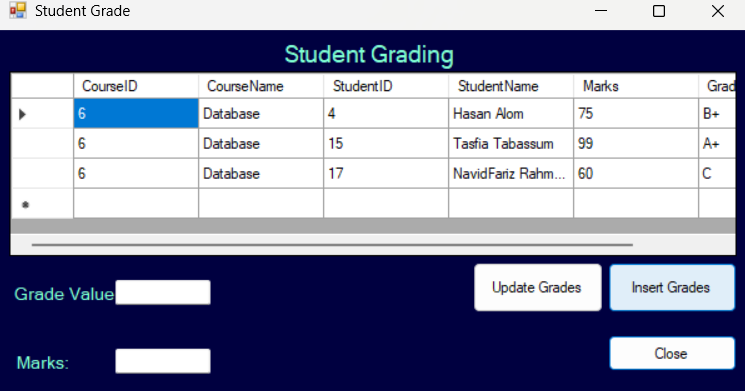 Student Grade
Student Grading
CourseID CourseName StudentID StudentName Marks Grad
6 Database 4 Hasan Alom 75 B+
6 Database 15 Tasfia Tabassum 99 A+
6 Database 17 NavidFariz Rahm... 60 C
Grade Value Update Grades Insert Grades
Marks: Close